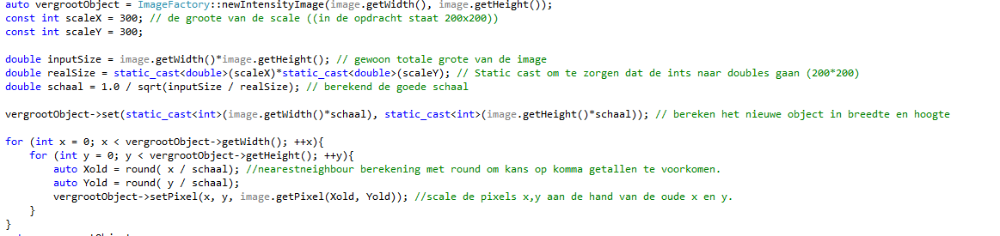 auto vergrootObject = ImageFactory::newIntensityImage(image.getWidth(), image.getHeight());
const int scaleX = 300; // de groote van de scale ((in de opdracht staat 200x200))
const int scaleY = 300;
double inputSize = image.getWidth()*image.getHeight(); // gewoon totale grote van de image
double realSize = static_cast<double>(scaleX)*static_cast<double>(scaleY); // Static cast om te zorgen dat de ints naar doubles gaan (200*200)
double schaal = 1.0 / sqrt(inputSize / realSize); // berekend de goede schaal
vergrootObject->set(static_cast<int>(image.getWidth()*schaal), static_cast<int>(image.getHeight()*schaal)); // bereken het nieuwe object in breedte en hoogte
for (int x = 0; x < vergrootObject->getWidth(); ++x){
for (int y = 0; y < vergrootObject->getHeight(); ++y){
auto Xold = round( x / schaal); //nearestneighbour berekening met round om kans op komma getallen te voorkomen.
auto Yold = round( y / schaal);
vergrootObject->setPixel(x, y, image.getPixel(Xold, Yold)); //scale de pixels x,y aan de hand van de oude x en y.
}
}